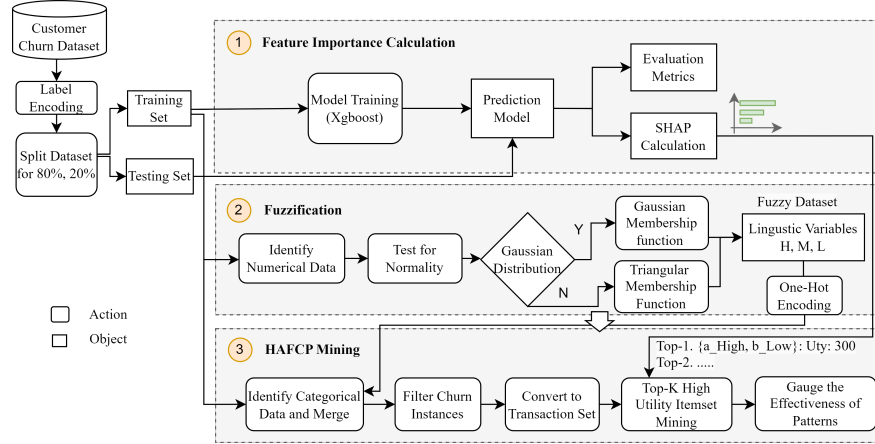 Customer
Churn Dataset
Label
Encoding
Split Dataset
for 80%, 20%
Training
Set
Testing Set
1 Feature Importance Calculation
Model Training
(Xgboost)
Prediction
Model
Evaluation
Metrics
SHAP
Calculation
2 Fuzzification
Identify
Numerical Data
Test for
Normality
Gaussian
Distribution
Y
N
Gaussian
Membership
function
Triangular
Membership
Function
Fuzzy Dataset
Lingustic Variables
H, M, L
One-Hot
Encoding
Action
Object
3 HAFCP Mining
Top-1. {a_High, b_Low}: Uty: 300
Top-2. .....
Identify Categorical
Data and Merge
Filter Churn
Instances
Convert to
Transaction Set
Top-K High
Utility Itemset
Mining
Gauge the
Effectiveness of
Patterns